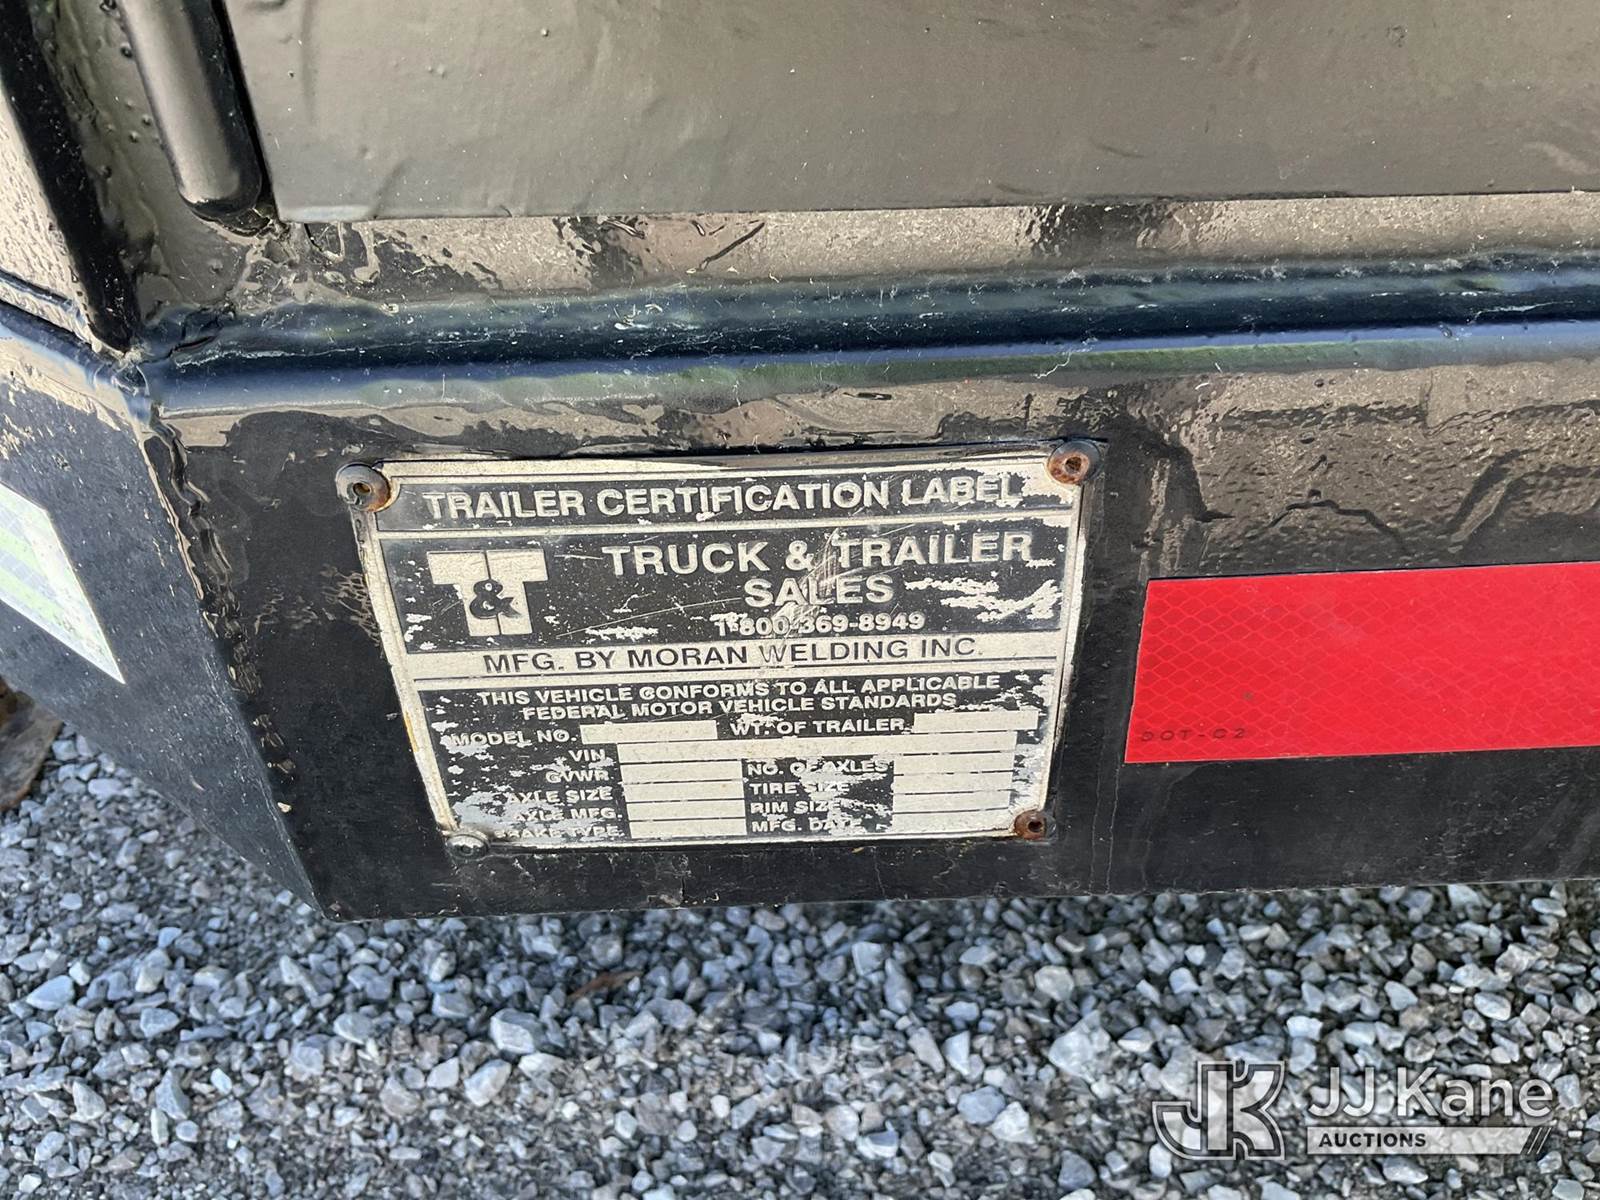 TRAILER CERTIFICATION LABEL
T&T
TRUCK & TRAILER
SALES
1-800-369-8949
MFG. BY MORAN WELDING INC.
THIS VEHICLE CONFORMS TO ALL APPLICABLE
FEDERAL MOTOR VEHICLE STANDARDS
MODEL NO. WT. OF TRAILER
VIN
GVWR NO. OF AXLES
AXLE SIZE TIRE SIZE
AXLE MFG. RIM SIZE
BRAKE TYPE MFG. DATE
DOT-C2
JK JJ Kane
AUCTIONS